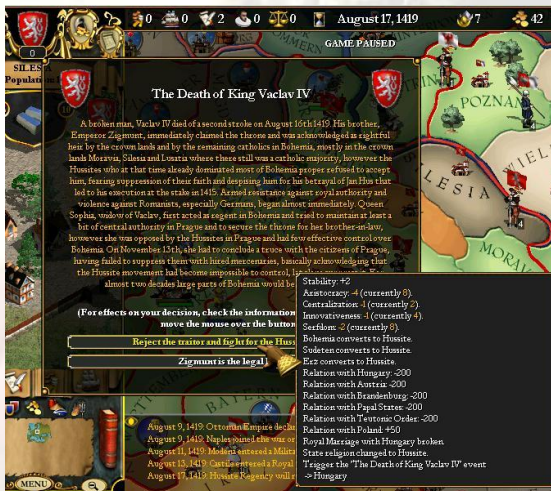 0 0 2 0 0 August 17, 1419 7 42
GAME PAUSED
0
SILES
Population
POZNAN
SILESIA
WIEL
MORA
The Death of King Vaclav IV
A broken man, Vaclav IV died of a second stroke on August 16th 1419. His brother,
Emperor Zigmunt, immediately claimed the throne and was acknowledged as rightful
heir by the crown lands and by the remaining catholics in Bohemia, mostly in the crown
lands Moravia, Silesia and Lusatia where there still was a catholic majority, however the
Hussites who at that time already dominated most of Bohemia proper refused to accept
him, fearing suppression of their faith and despising him for his betrayal of Jan Hus that
led to his execution at the stake in 1415. Armed resistance against royal authority and
violence against Romanists, especially Germans, began almost immediately. Queen
Sophia, widow of Vaclav, first acted as regent in Bohemia and tried to maintain at least a
bit of central authority in Prague and to secure the throne for her brother-in-law,
however she was opposed by the Hussites in Prague and had few effective control over
Bohemia. On November 13th, she had to conclude a truce with the citizens of Prague,
having failed to suppress them with hired mercenaries, basically acknowledging that
the Hussite movement had become impossible to control,
almost two decades large parts of Bohemia would be
(For effects on your decision, check the information
move the mouse over the button
Reject the traitor and fight for the Huss
Zigmunt is the legal
Stability: +2
Aristocracy: -4 (currently 8).
Centralization: -1 (currently 2).
Innovativeness: -1 (currently 4).
Serfdom: -2 (currently 8).
Bohemia converts to Hussite.
Sudeten converts to Hussite.
Erz converts to Hussite.
Relation with Hungary: -200
Relation with Austria: -200
Relation with Brandenburg: -200
Relation with Papal States: -200
Relation with Teutonic Order: -200
Relation with Poland: +50
Royal Marriage with Hungary broken
State religion changed to Hussite.
Trigger the 'The Death of King Vaclav IV' event
-> Hungary
August 9, 1419: Ottoman Empire decla
August 9, 1419: Naples joined the war on
August 11, 1419: Modena entered a Milita
August 13, 1419: Castile entered a Royal
August 17, 1419: Hussite Regency will r
MENU